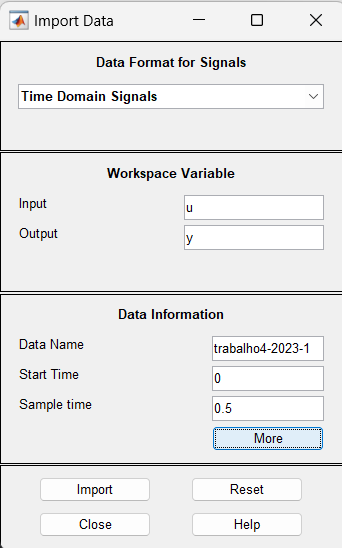 Import Data
Data Format for Signals
Time Domain Signals
Workspace Variable
Input u
Output y
Data Information
Data Name trabalho4-2023-1
Start Time 0
Sample time 0.5
More
Import Reset
Close Help